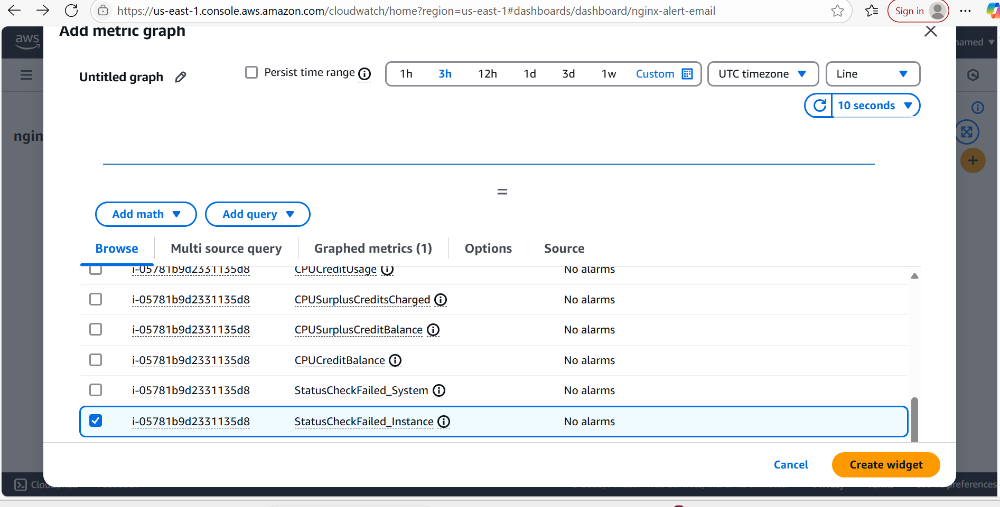 https://us-east-1.console.aws.amazon.com/cloudwatch/home?region=us-east-1#dashboards/dashboard/nginx-alert-email
Sign in
aws
Add metric graph
named
Untitled graph
Persist time range
1h 3h 12h 1d 3d 1w Custom
UTC timezone
Line
10 seconds
ngin
Add math
Add query
Browse
Multi source query
Graphed metrics (1)
Options
Source
i-05781b9d2331135d8 CPUCreditUsage No alarms
i-05781b9d2331135d8 CPUSurplusCreditsCharged No alarms
i-05781b9d2331135d8 CPUSurplusCreditBalance No alarms
i-05781b9d2331135d8 CPUCreditBalance No alarms
i-05781b9d2331135d8 StatusCheckFailed_System No alarms
i-05781b9d2331135d8 StatusCheckFailed_Instance No alarms
Cancel
Create widget
preferences